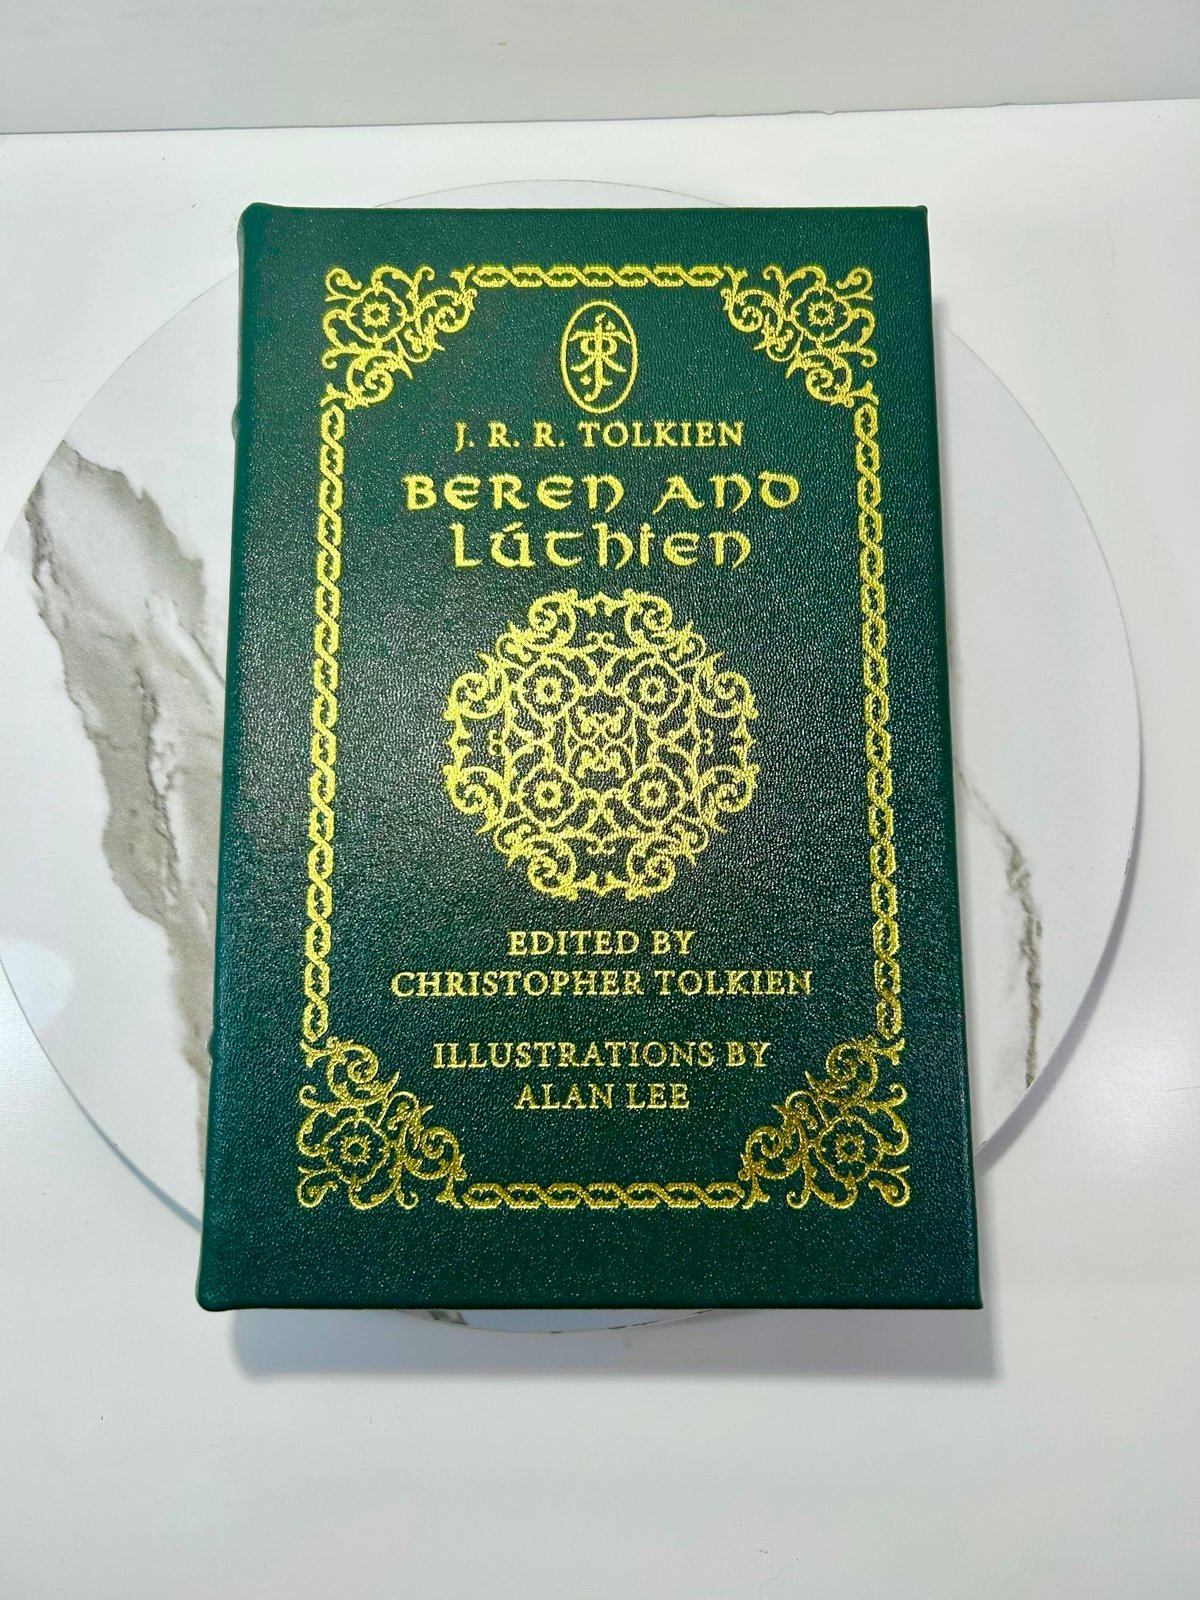 J. R. R. TOLKIEN
BEREN AND
LÚTHIEN
EDITED BY
CHRISTOPHER TOLKIEN
ILLUSTRATIONS BY
ALAN LEE